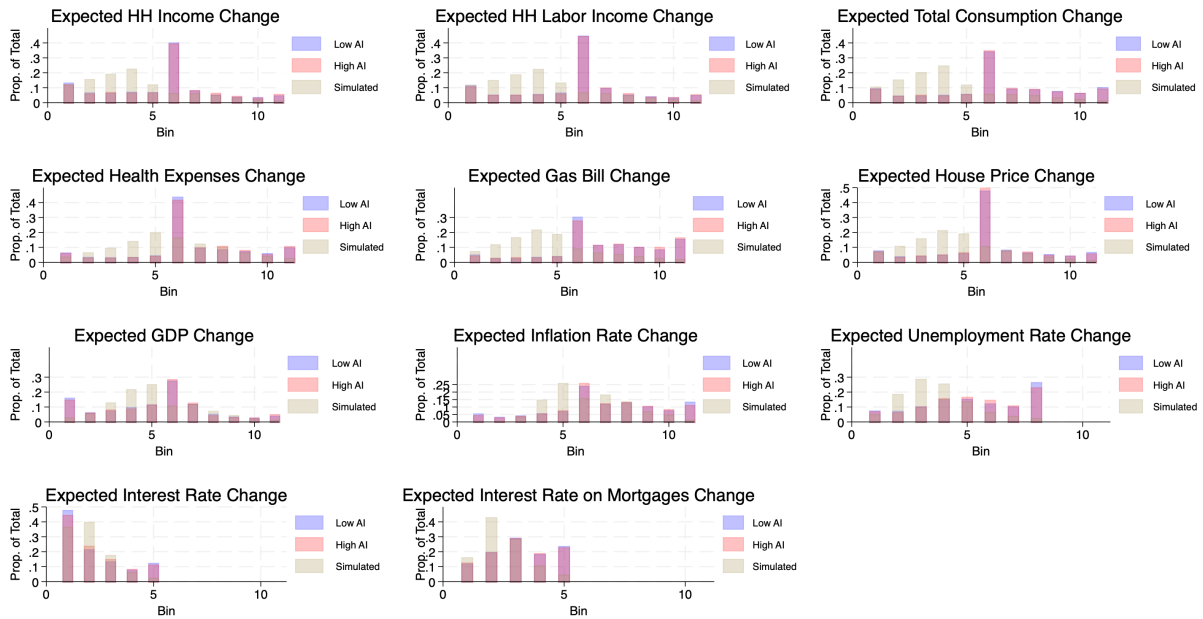 Expected HH Income Change
Prop. of Total
.4
.3
.2
.1
0
0
5
10
Bin
Low AI
High AI
Simulated
Expected HH Labor Income Change
Prop. of Total
.4
.3
.2
.1
0
0
5
10
Bin
Low AI
High AI
Simulated
Expected Total Consumption Change
Prop. of Total
.4
.3
.2
.1
0
0
5
10
Bin
Low AI
High AI
Simulated
Expected Health Expenses Change
Prop. of Total
.4
.3
.2
.1
0
0
5
10
Bin
Low AI
High AI
Simulated
Expected Gas Bill Change
Prop. of Total
.3
.2
.1
0
0
5
10
Bin
Low AI
High AI
Simulated
Expected House Price Change
Prop. of Total
.5
.4
.3
.2
.1
0
0
5
10
Bin
Low AI
High AI
Simulated
Expected GDP Change
Prop. of Total
.3
.2
.1
0
0
5
10
Bin
Low AI
High AI
Simulated
Expected Inflation Rate Change
Prop. of Total
.25
.2
.15
.1
.05
0
0
5
10
Bin
Low AI
High AI
Simulated
Expected Unemployment Rate Change
Prop. of Total
.3
.2
.1
0
0
5
10
Bin
Low AI
High AI
Simulated
Expected Interest Rate Change
Prop. of Total
.5
.4
.3
.2
.1
0
0
5
10
Bin
Low AI
High AI
Simulated
Expected Interest Rate on Mortgages Change
Prop. of Total
.4
.3
.2
.1
0
0
5
10
Bin
Low AI
High AI
Simulated